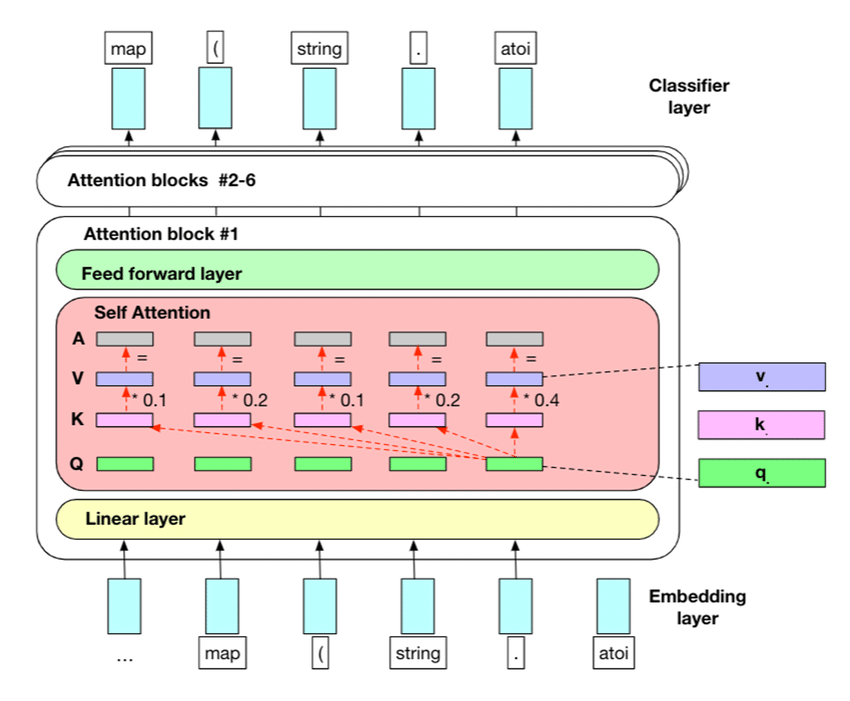 map ( string . atoi
Classifier
layer
Attention blocks #2-6
Attention block #1
Feed forward layer
Self Attention
A
= = = = =
V
* 0.1 * 0.2 * 0.1 * 0.2 * 0.4
K
Q
v.
k.
q.
Linear layer
Embedding
layer
... map ( string . atoi